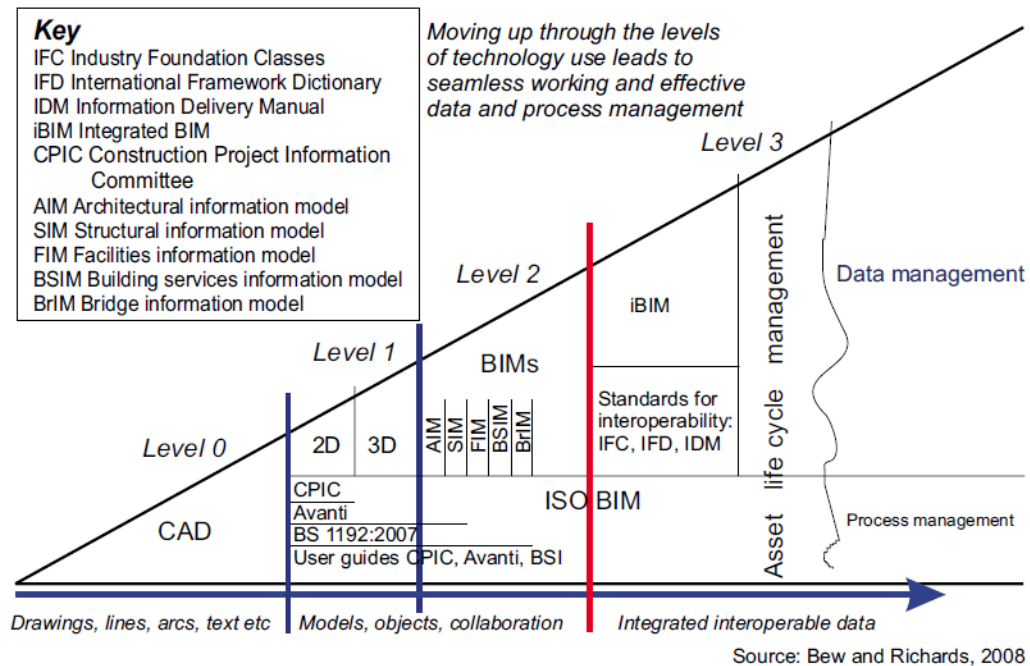 Key
IFC Industry Foundation Classes
IFD International Framework Dictionary
IDM Information Delivery Manual
iBIM Integrated BIM
CPIC Construction Project Information
Committee
AIM Architectural information model
SIM Structural information model
FIM Facilities information model
BSIM Building services information model
BrIM Bridge information model
Moving up through the levels
of technology use leads to
seamless working and effective
data and process management
Level 3
Level 2
Level 1
Level 0
Data management
iBIM
BIMs
Standards for
interoperability:
IFC, IFD, IDM
2D
3D
AIM
SIM
FIM
BSIM
BrIM
Asset life cycle management
CPIC
Avanti
BS 1192:2007
User guides CPIC, Avanti, BSI
ISO BIM
CAD
Process management
Drawings, lines, arcs, text etc
Models, objects, collaboration
Integrated interoperable data
Source: Bew and Richards, 2008